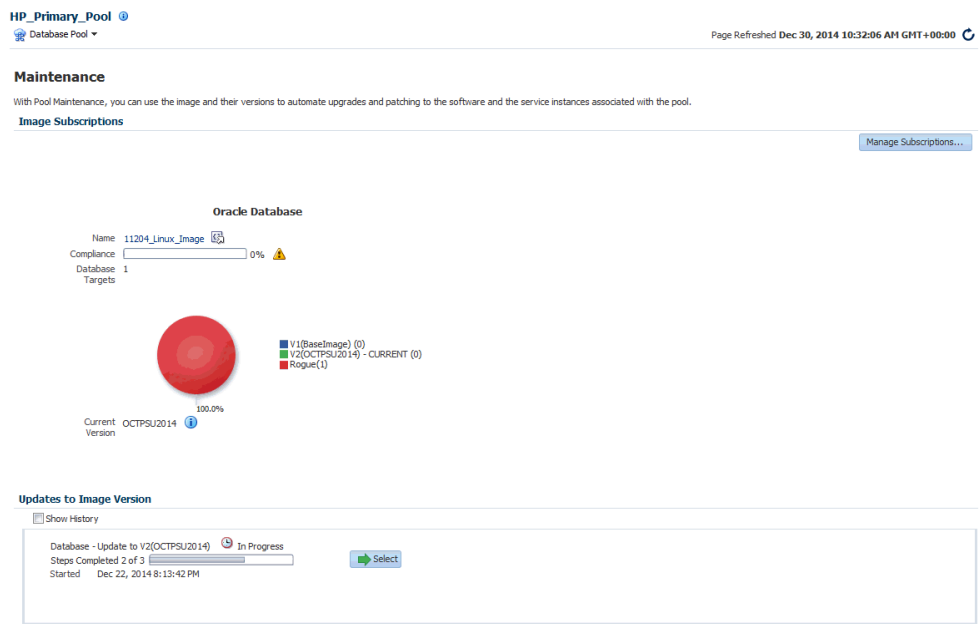 HP_Primary_Pool
Database Pool
Page Refreshed Dec 30, 2014 10:32:06 AM GMT+00:00
Maintenance
With Pool Maintenance, you can use the image and their versions to automate upgrades and patching to the software and the service instances associated with the pool.
Image Subscriptions
Manage Subscriptions...
Oracle Database
Name 11204_Linux_Image
Compliance 0%
Database 1
Targets
V1(BaseImage) (0)
V2(OCTPSU2014) - CURRENT (0)
Rogue(1)
100.0%
Current OCTPSU2014
Version
Updates to Image Version
Show History
Database - Update to V2(OCTPSU2014) In Progress
Steps Completed 2 of 3
Select
Started Dec 22, 2014 8:13:42 PM